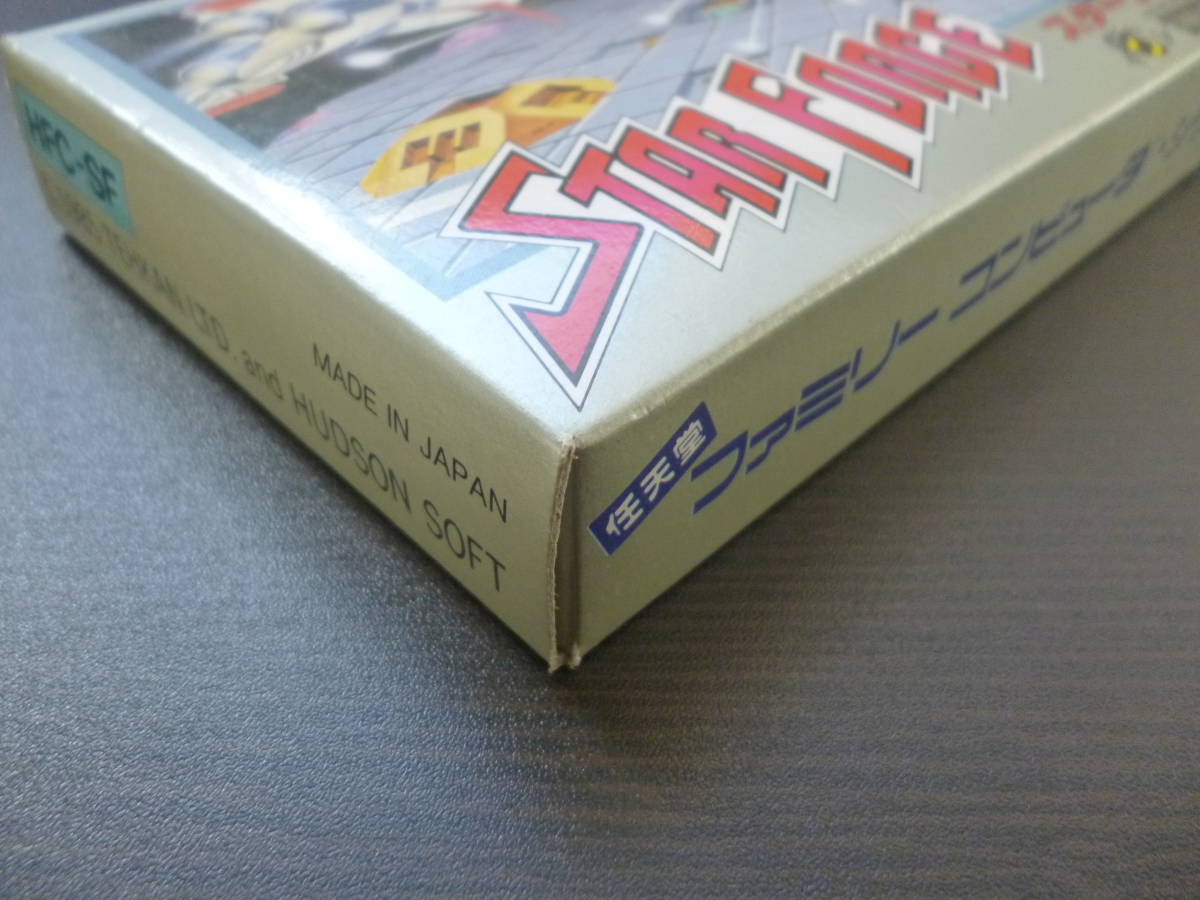 STAR FORCE
HFC-SF
1985 TEHKAN LTD. and HUDSON SOFT
MADE IN JAPAN
任天堂
ファミリー コンピュータ